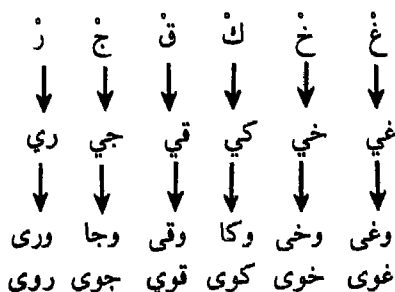 غْ خْ كْ قْ جْ رْ
غي خي كي قي جي ري
وغى وخى وكا وقى وجا ورى
غوى خوى كوى قوي جوى روى